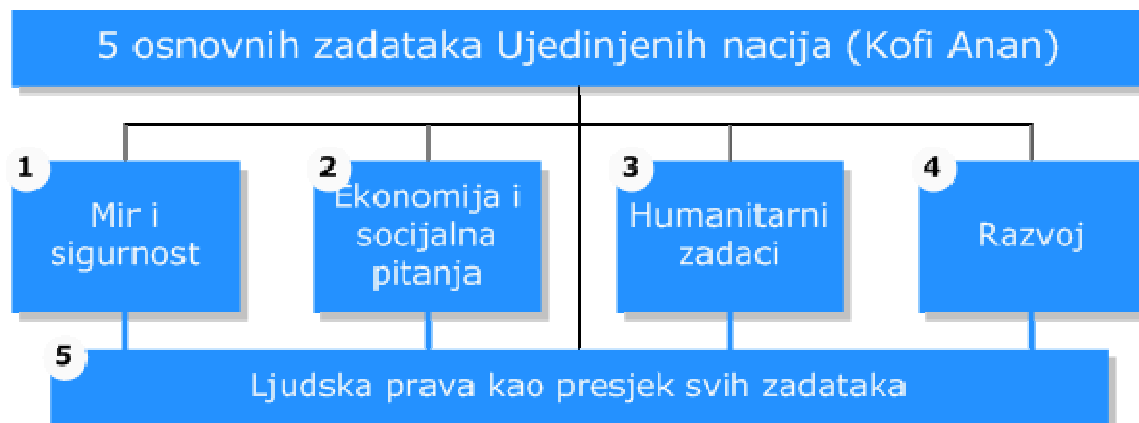 5 osnovnih zadataka Ujedinjenih nacija (Kofi Anan)
1
Mir i
sigurnost
2
Ekonomija i
socijalna
pitanja
3
Humanitarni
zadaci
4
Razvoj
5
Ljudska prava kao presjek svih zadataka